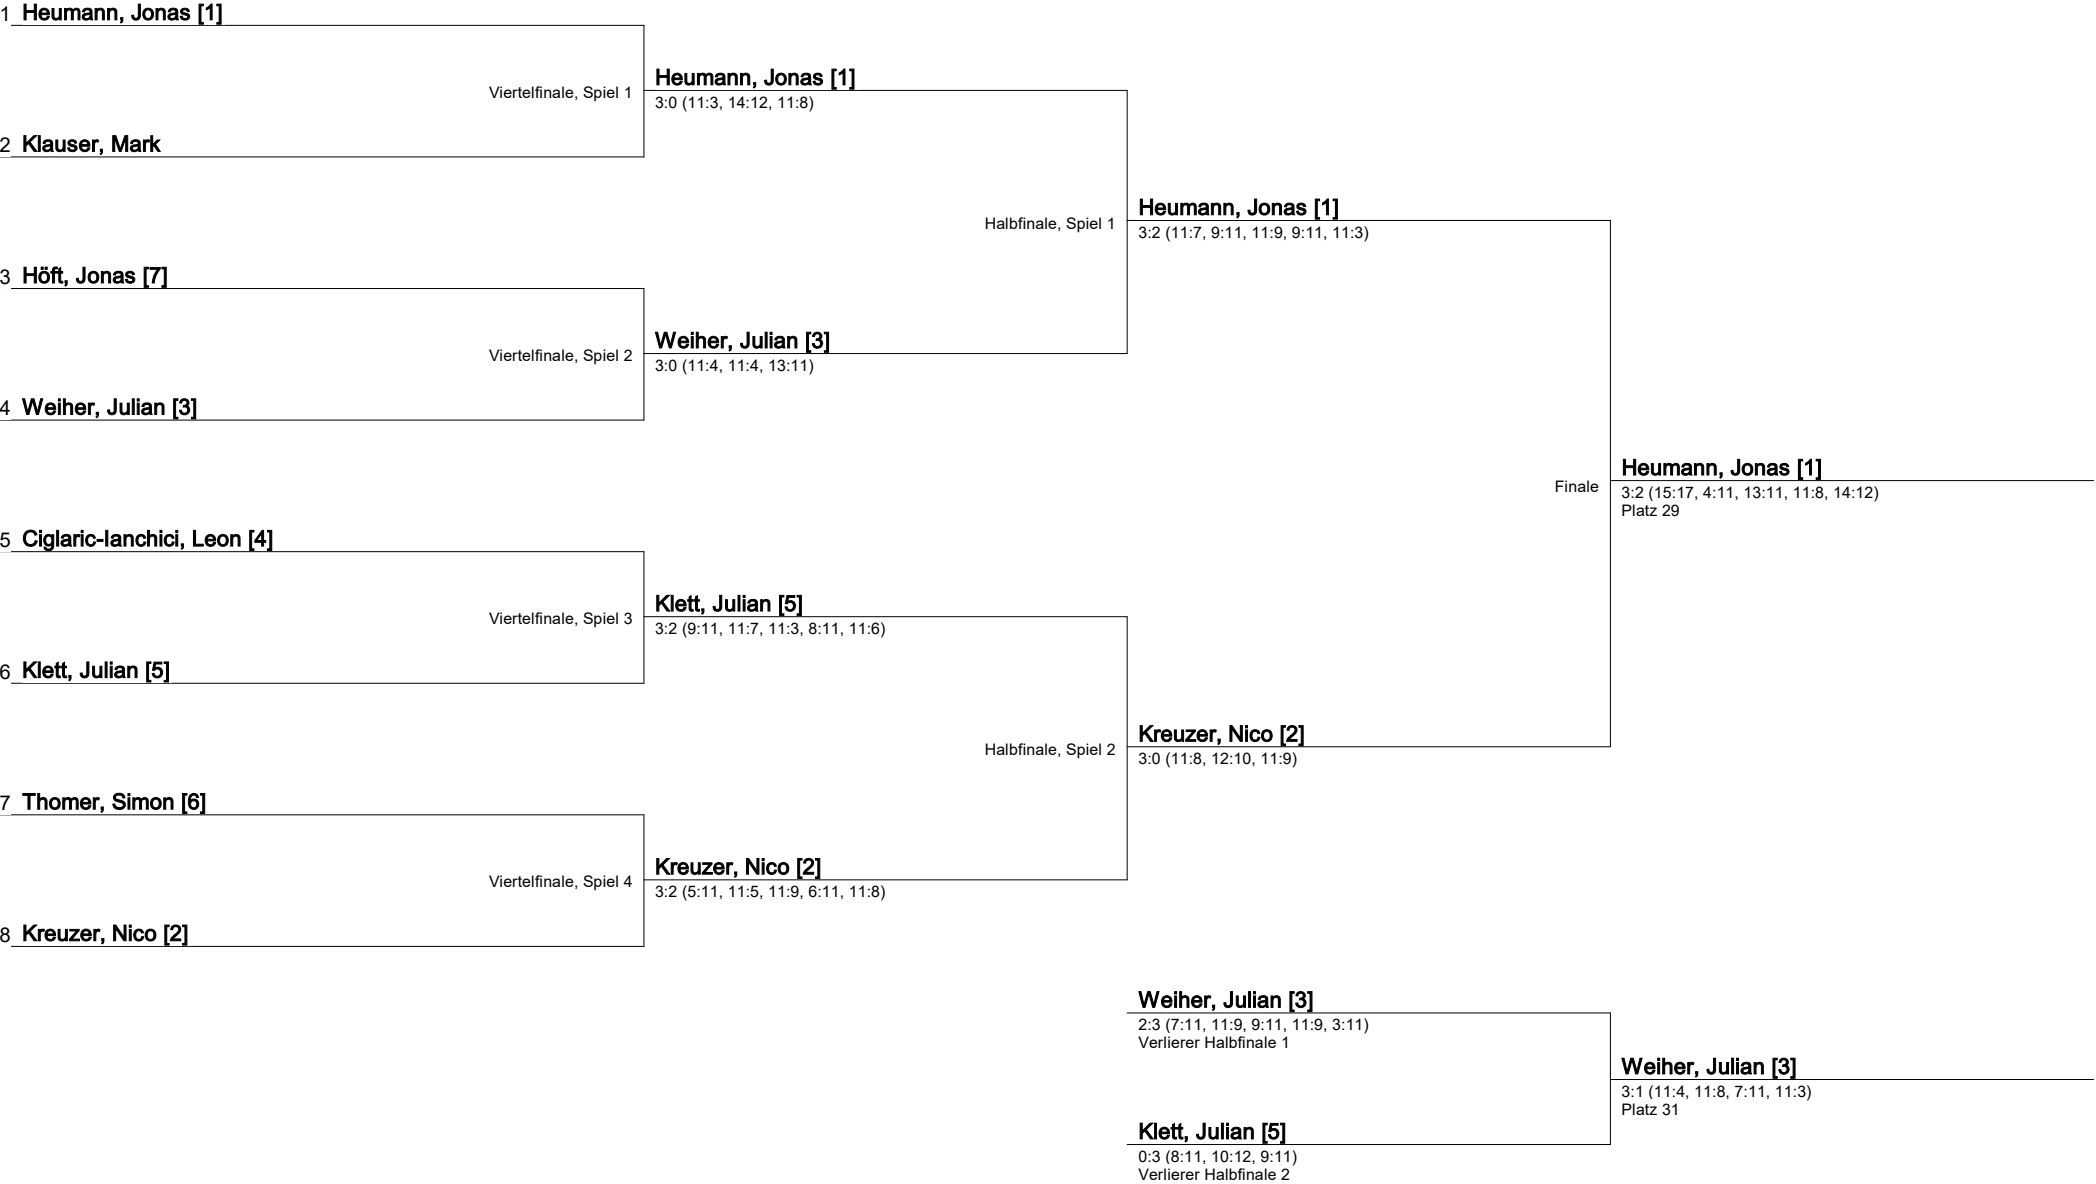 1 Heumann, Jonas [1]
Viertelfinale, Spiel 1
Heumann, Jonas [1]
3:0 (11:3, 14:12, 11:8)
2 Klauser, Mark
Halbfinale, Spiel 1
Heumann, Jonas [1]
3:2 (11:7, 9:11, 11:9, 9:11, 11:3)
3 Höft, Jonas [7]
Viertelfinale, Spiel 2
Weiher, Julian [3]
3:0 (11:4, 11:4, 13:11)
4 Weiher, Julian [3]
Finale
Heumann, Jonas [1]
3:2 (15:17, 4:11, 13:11, 11:8, 14:12)
Platz 29
5 Ciglaric-Ianchici, Leon [4]
Viertelfinale, Spiel 3
Klett, Julian [5]
3:2 (9:11, 11:7, 11:3, 8:11, 11:6)
6 Klett, Julian [5]
Halbfinale, Spiel 2
Kreuzer, Nico [2]
3:0 (11:8, 12:10, 11:9)
7 Thomer, Simon [6]
Viertelfinale, Spiel 4
Kreuzer, Nico [2]
3:2 (5:11, 11:5, 11:9, 6:11, 11:8)
8 Kreuzer, Nico [2]
Weiher, Julian [3]
2:3 (7:11, 11:9, 9:11, 11:9, 3:11)
Verlierer Halbfinale 1
Weiher, Julian [3]
3:1 (11:4, 11:8, 7:11, 11:3)
Platz 31
Klett, Julian [5]
0:3 (8:11, 10:12, 9:11)
Verlierer Halbfinale 2